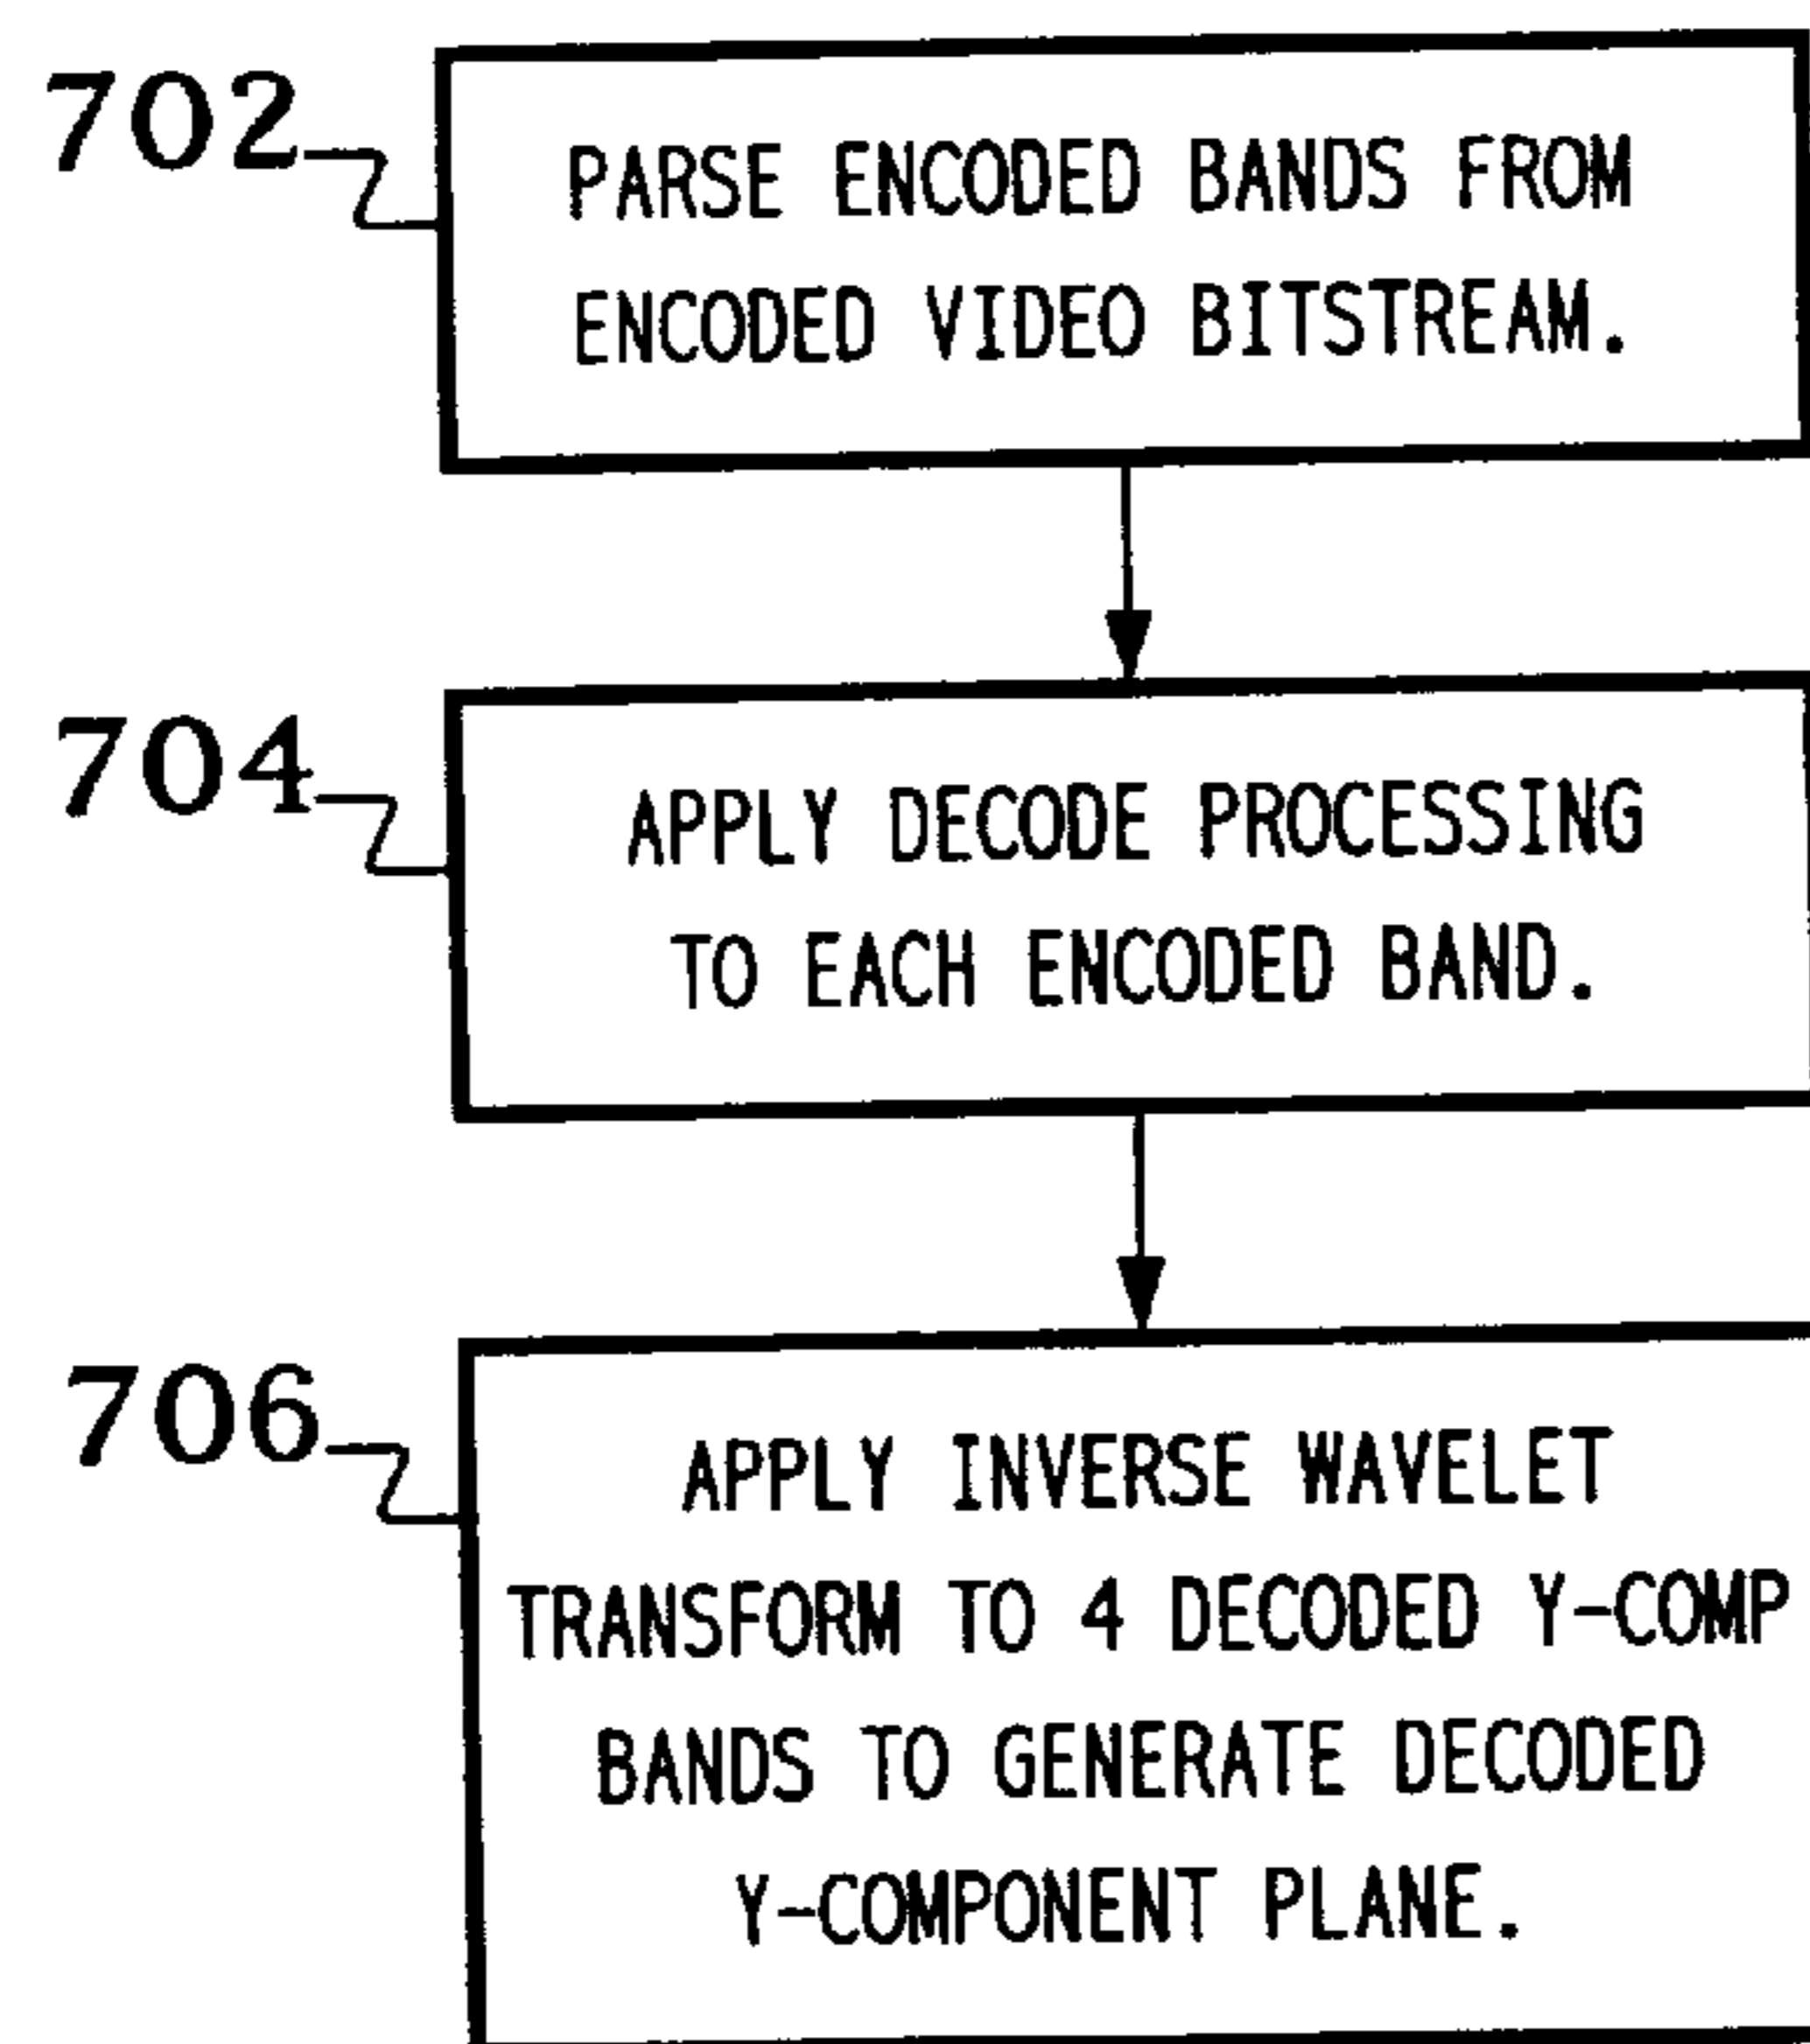 702
PARSE ENCODED BANDS FROM
ENCODED VIDEO BITSTREAM.
704
APPLY DECODE PROCESSING
TO EACH ENCODED BAND.
706
APPLY INVERSE WAVELET
TRANSFORM TO 4 DECODED Y-COMP
BANDS TO GENERATE DECODED
Y-COMPONENT PLANE.